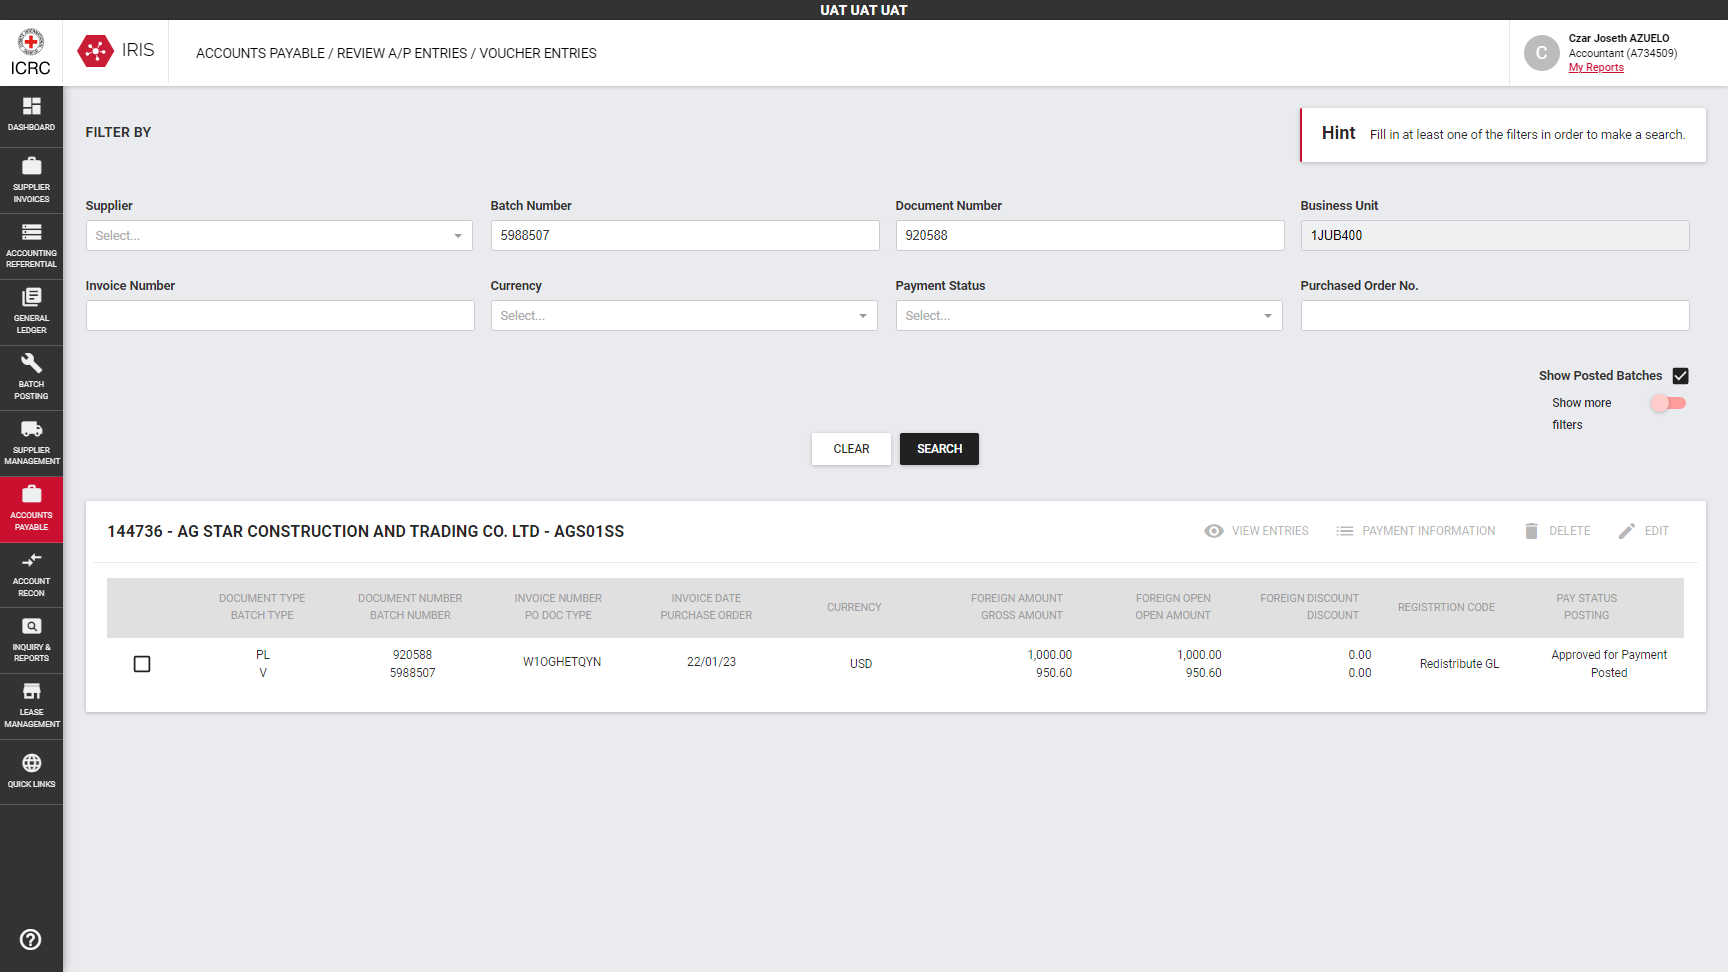 UAT UAT UAT
ICRC
IRIS
ACCOUNTS PAYABLE / REVIEW A/P ENTRIES / VOUCHER ENTRIES
C
Czar Joseth AZUELO
Accountant (A734509)
My Reports
DASHBOARD
SUPPLIER
INVOICES
ACCOUNTING
REFERENTIAL
GENERAL
LEDGER
BATCH
POSTING
SUPPLIER
MANAGEMENT
ACCOUNTS
PAYABLE
ACCOUNT
RECON
INQUIRY &
REPORTS
LEASE
MANAGEMENT
QUICK LINKS
FILTER BY
Hint Fill in at least one of the filters in order to make a search.
Supplier Batch Number Document Number Business Unit
Select... 5988507 920588 1JUB400
Invoice Number Currency Payment Status Purchased Order No.
Select... Select...
Show Posted Batches
Show more
filters
CLEAR SEARCH
144736 - AG STAR CONSTRUCTION AND TRADING CO. LTD - AGS01SS
VIEW ENTRIES PAYMENT INFORMATION DELETE EDIT
DOCUMENT TYPE DOCUMENT NUMBER INVOICE NUMBER INVOICE DATE FOREIGN AMOUNT FOREIGN OPEN FOREIGN DISCOUNT PAY STATUS
CURRENCY REGISTRTION CODE
BATCH TYPE BATCH NUMBER PO DOC TYPE PURCHASE ORDER GROSS AMOUNT OPEN AMOUNT DISCOUNT POSTING
PL 920588 1,000.00 1,000.00 0.00 Approved for Payment
W1OGHETQYN 22/01/23 USD Redistribute GL
V 5988507 950.60 950.60 0.00 Posted